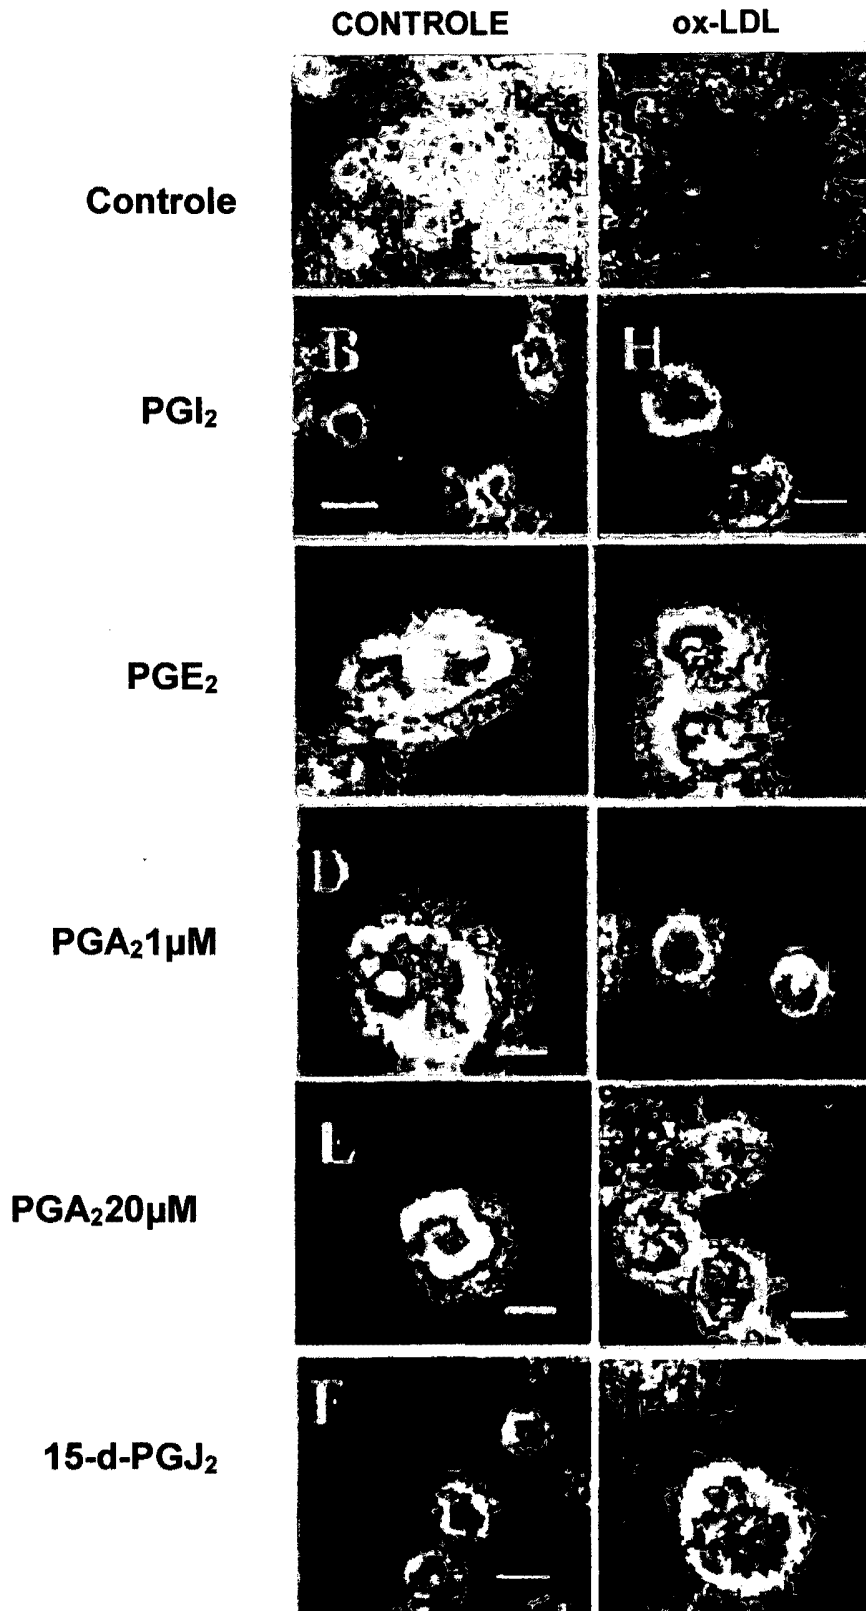 CONTROLE ox-LDL
Controle
PGI₂
B H
PGE₂
PGA₂1µM
D
PGA₂20µM
E
15-d-PGJ₂
F